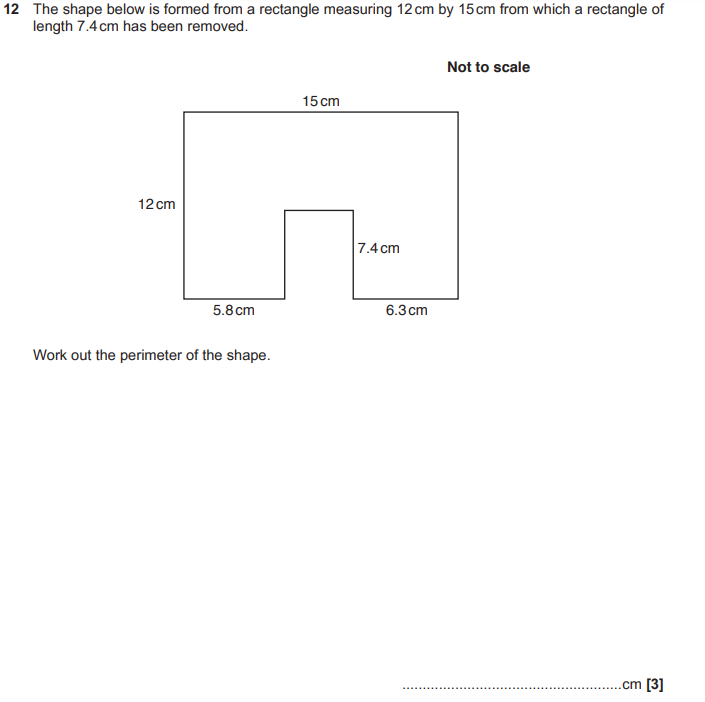 12 The shape below is formed from a rectangle measuring 12 cm by 15 cm from which a rectangle of
length 7.4 cm has been removed.
Not to scale
15 cm
12 cm
7.4 cm
5.8 cm
6.3 cm
Work out the perimeter of the shape.
.......................................................cm [3]